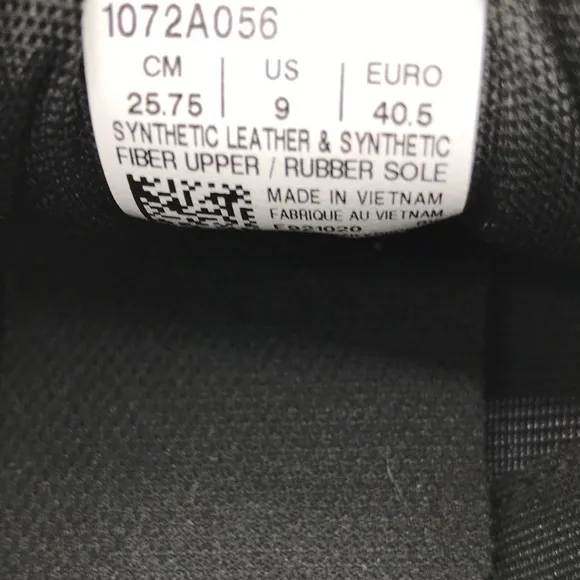 1072A056
CM | US | EURO
25.75 | 9 | 40.5
SYNTHETIC LEATHER & SYNTHETIC
FIBER UPPER / RUBBER SOLE
MADE IN VIETNAM
FABRIQUE AU VIETNAM